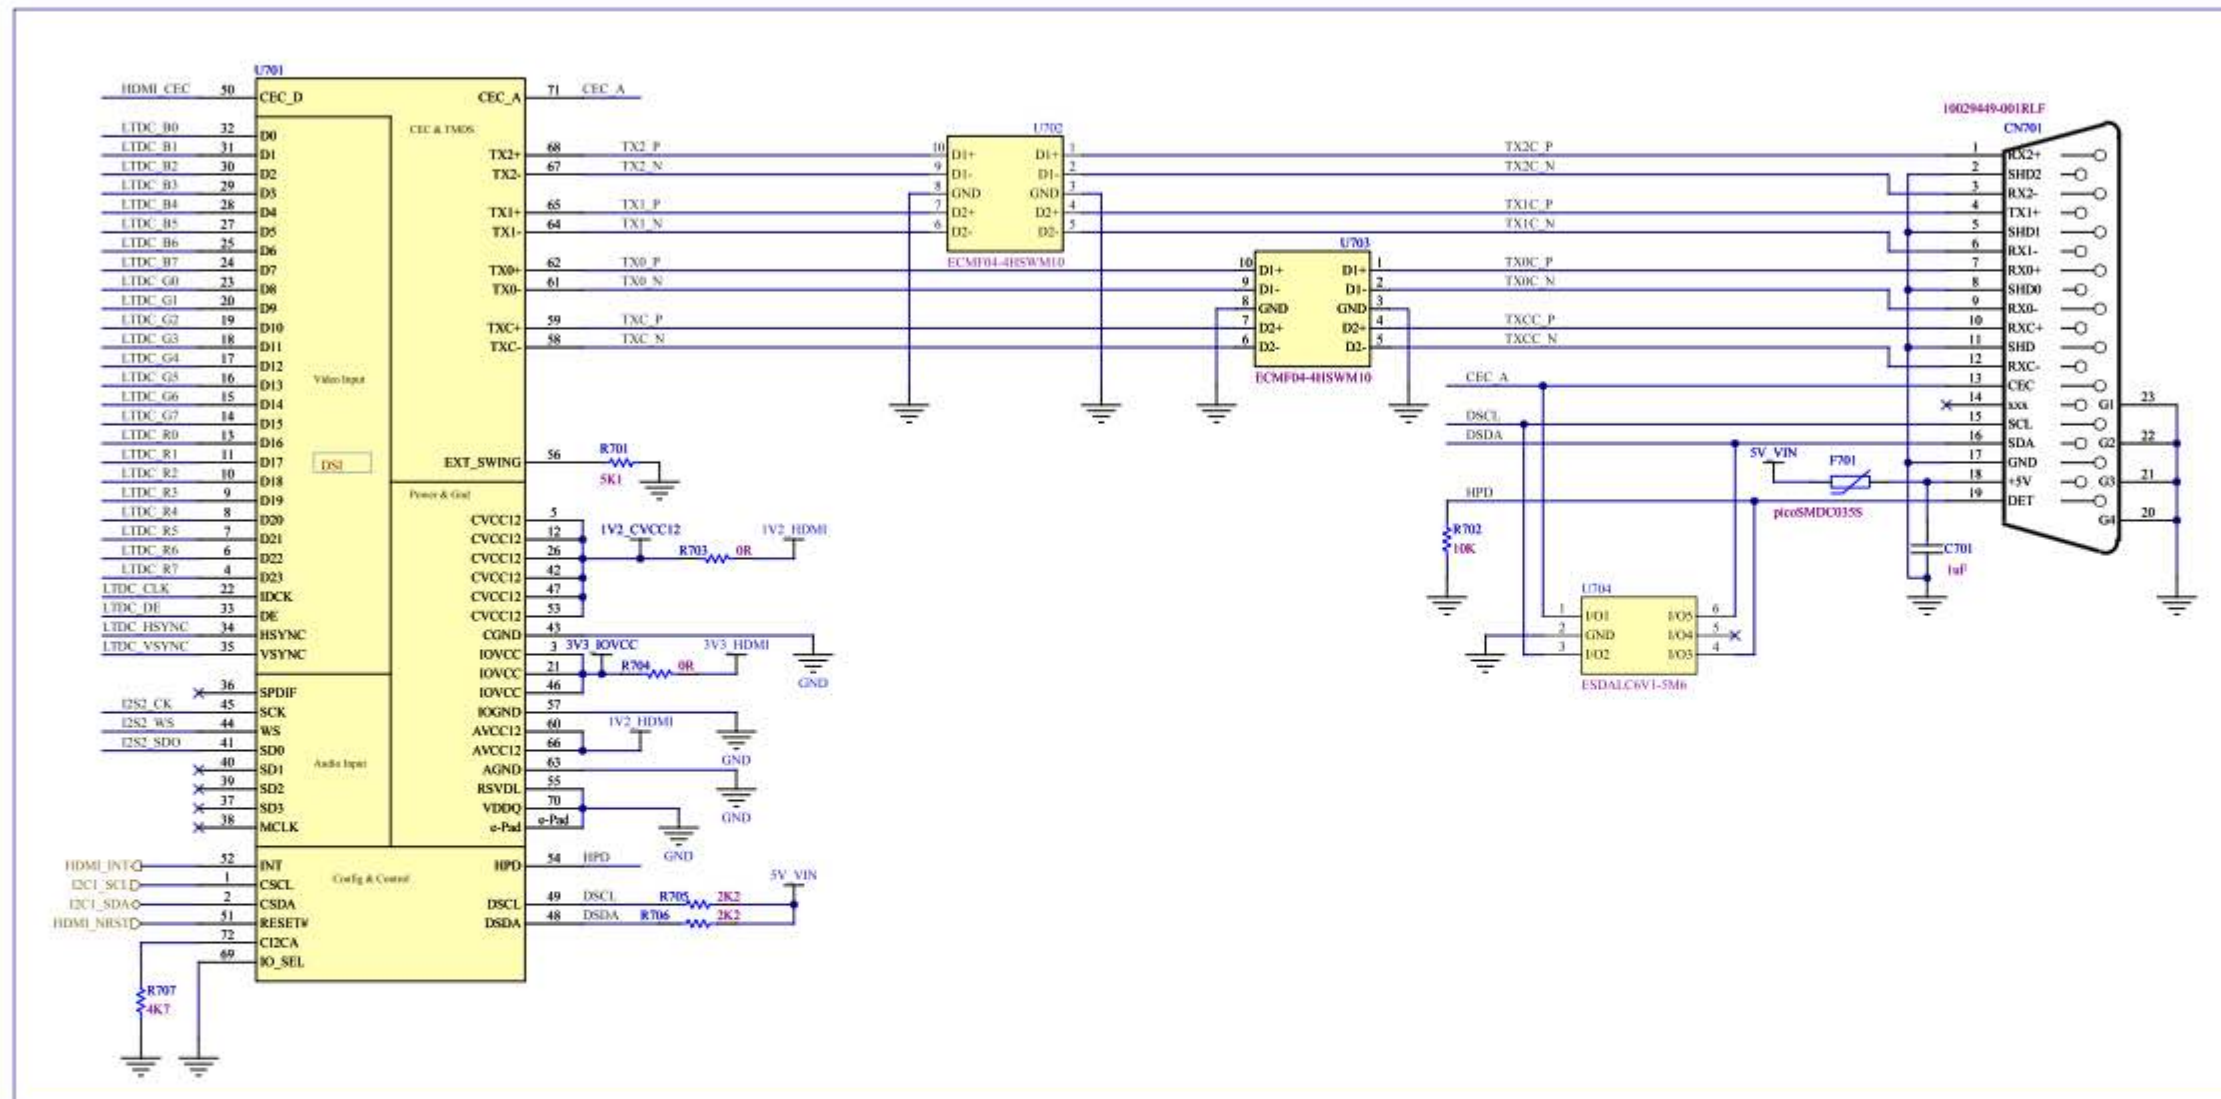 U701
HDMI_CEC 50 CEC_D CEC_A 71 CEC_A
CEC & TMDS
LTDC_B0 32 D0
LTDC_B1 31 D1 TX2+ 68 TX2_P
LTDC_B2 30 D2 TX2- 67 TX2_N
LTDC_B3 29 D3
LTDC_B4 28 D4 TX1+ 65 TX1_P
LTDC_B5 27 D5 TX1- 64 TX1_N
LTDC_B6 25 D6
LTDC_B7 24 D7 TX0+ 62 TX0_P
LTDC_G0 23 D8 TX0- 61 TX0_N
LTDC_G1 20 D9
LTDC_G2 19 D10 TXC+ 59 TXC_P
LTDC_G3 18 D11 TXC- 58 TXC_N
LTDC_G4 17 D12
Video Input
LTDC_G5 16 D13
LTDC_G6 15 D14
LTDC_G7 14 D15
LTDC_R0 13 D16
LTDC_R1 11 D17 DSI EXT_SWING 56 R701 5K1
LTDC_R2 10 D18
LTDC_R3 9 D19 Power & Gnd
LTDC_R4 8 D20 CVCC12 5
LTDC_R5 7 D21 CVCC12 12 1V2_CVCC12 1V2_HDMI
LTDC_R6 6 D22 CVCC12 26 R703 0R
LTDC_R7 4 D23 CVCC12 42
LTDC_CLK 22 IDCK CVCC12 47
LTDC_DE 33 DE CVCC12 53
LTDC_HSYNC 34 HSYNC CGND 43 GND
LTDC_VSYNC 35 VSYNC IOVCC 3 3V3_IOVCC 3V3_HDMI
IOVCC 21 R704 0R
36 SPDIF IOVCC 46
I2S2_CK 45 SCK IOGND 57 GND
I2S2_WS 44 WS AVCC12 60 1V2_HDMI
I2S2_SDO 41 SD0 AVCC12 66
Audio Input
40 SD1 AGND 63 GND
39 SD2 RSVDL 55
37 SD3 VDDQ 70 GND
38 MCLK e-Pad e-Pad
HDMI_INT 52 INT HPD 54 HPD
Config & Control
I2C1_SCL 1 CSCL
I2C1_SDA 2 CSDA DSCL 49 DSCL R705 2K2 5V_VIN
HDMI_NRST 51 RESET# DSDA 48 DSDA R706 2K2
72 CI2CA
69 IO_SEL
R707
4K7
U702
10 D1+ D1+ 1
9 D1- D1- 2
8 GND GND 3
7 D2+ D2+ 4
6 D2- D2- 5
ECMF04-4HSWM10
U703
10 D1+ D1+ 1
9 D1- D1- 2
8 GND GND 3
7 D2+ D2+ 4
6 D2- D2- 5
ECMF04-4HSWM10
10029449-001RLF
CN701
TX2C_P 1 RX2+
TX2C_N 2 SHD2
3 RX2-
TX1C_P 4 TX1+
TX1C_N 5 SHD1
6 RX1-
TX0C_P 7 RX0+
TX0C_N 8 SHD0
9 RX0-
TXCC_P 10 RXC+
TXCC_N 11 SHD
12 RXC-
CEC_A 13 CEC
14 xxx G1 23
DSCL 15 SCL
DSDA 16 SDA G2 22
5V_VIN F701 17 GND
18 +5V G3 21
HPD 19 DET
picoSMDC035S G4 20
R702
10K
C701
1uF
U704
1 I/O1 I/O5 6
2 GND I/O4 5
3 I/O2 I/O3 4
ESDALC6V1-5M6